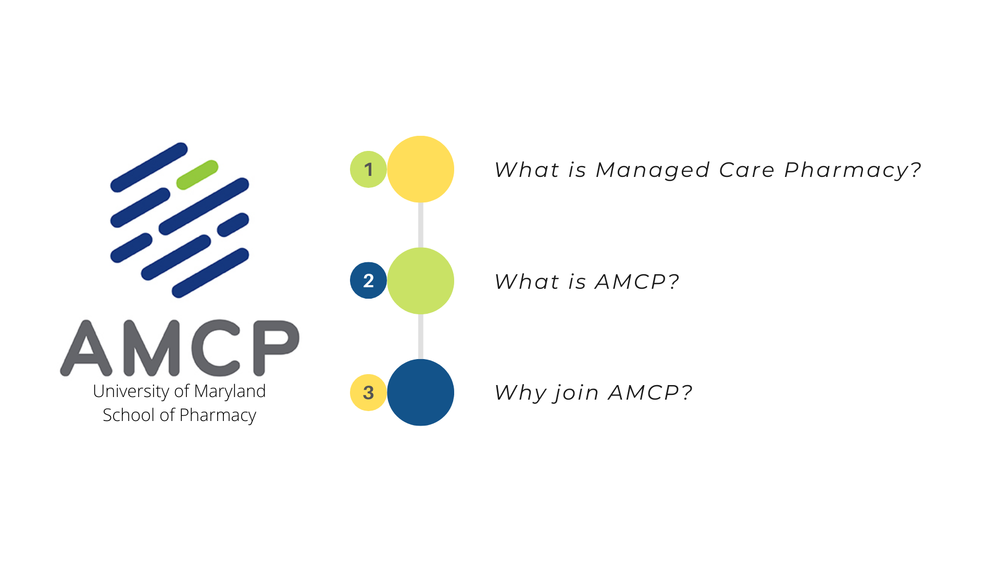 AMCP
University of Maryland
School of Pharmacy
1
What is Managed Care Pharmacy?
2
What is AMCP?
3
Why join AMCP?